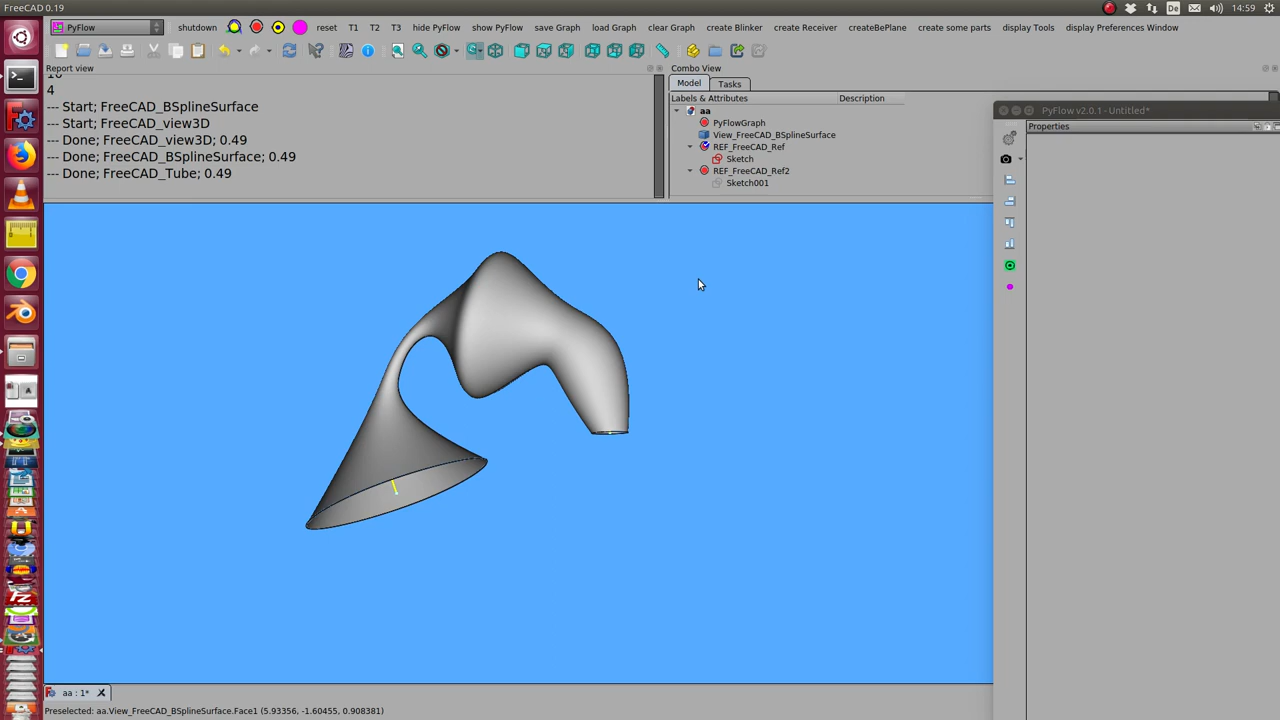 FreeCAD 0.19
De
14:59
PyFlow
shutdown
reset
T1
T2
T3
hide PyFlow
show PyFlow
save Graph
load Graph
clear Graph
create Blinker
create Receiver
createBePlane
create some parts
display Tools
display Preferences Window
Report view
4
--- Start; FreeCAD_BSplineSurface
--- Start; FreeCAD_view3D
--- Done; FreeCAD_view3D; 0.49
--- Done; FreeCAD_BSplineSurface; 0.49
--- Done; FreeCAD_Tube; 0.49
Combo View
Model
Tasks
Labels & Attributes
Description
aa
PyFlowGraph
View_FreeCAD_BSplineSurface
REF_FreeCAD_Ref
Sketch
REF_FreeCAD_Ref2
Sketch001
PyFlow v2.0.1 - Untitled*
Properties
aa : 1*
Preselected: aa.View_FreeCAD_BSplineSurface.Face1 (5.93356, -1.60455, 0.908381)